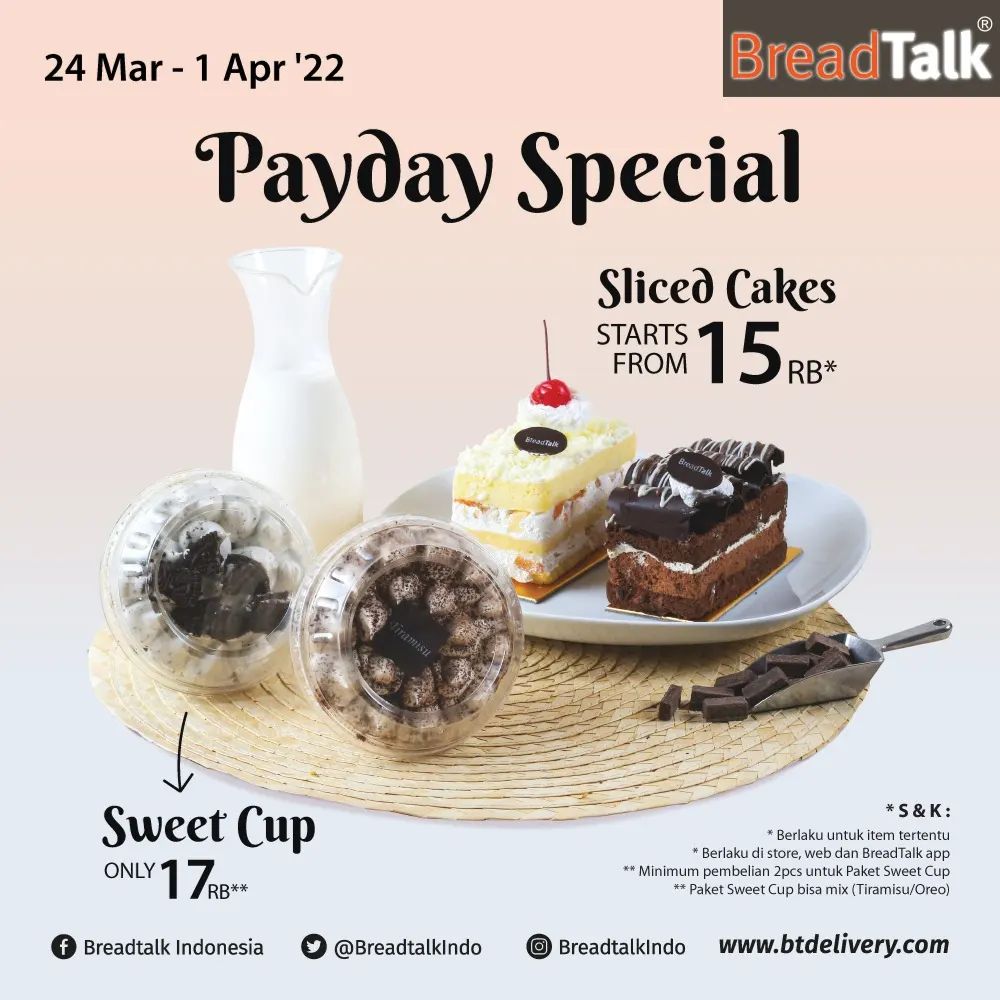 24 Mar - 1 Apr '22
BreadTalk®
Payday Special
Sliced Cakes
STARTS FROM 15 RB*
BreadTalk
BreadTalk
Tiramisu
Sweet Cup
ONLY 17 RB**
* S & K :
* Berlaku untuk item tertentu
* Berlaku di store, web dan BreadTalk app
** Minimum pembelian 2pcs untuk Paket Sweet Cup
** Paket Sweet Cup bisa mix (Tiramisu/Oreo)
Breadtalk Indonesia @BreadtalkIndo BreadtalkIndo www.btdelivery.com